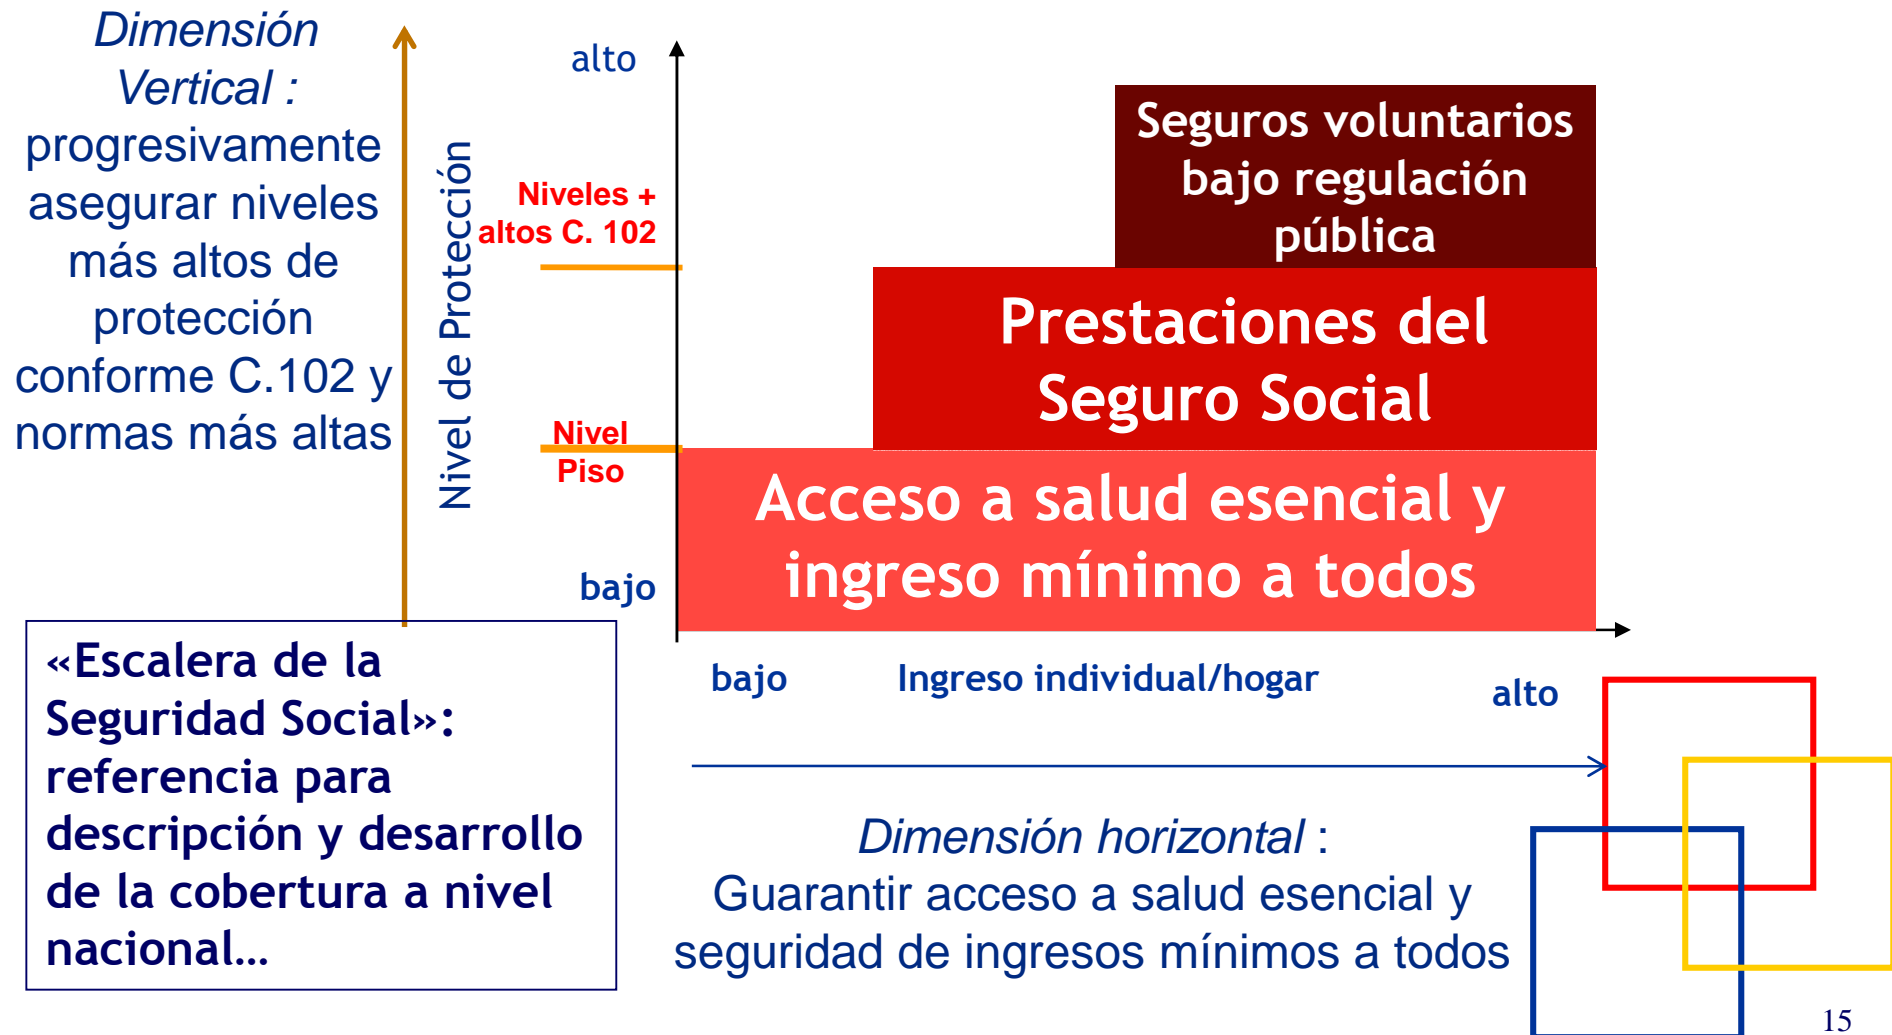 Dimensión
Vertical :
progresivamente
asegurar niveles
más altos de
protección
conforme C.102 y
normas más altas
Nivel de Protección
alto
Niveles +
altos C. 102
Nivel
Piso
bajo
Seguros voluntarios
bajo regulación
pública
Prestaciones del
Seguro Social
Acceso a salud esencial y
ingreso mínimo a todos
bajo
Ingreso individual/hogar
alto
«Escalera de la
Seguridad Social»:
referencia para
descripción y desarrollo
de la cobertura a nivel
nacional…
Dimensión horizontal :
Guarantir acceso a salud esencial y
seguridad de ingresos mínimos a todos
15